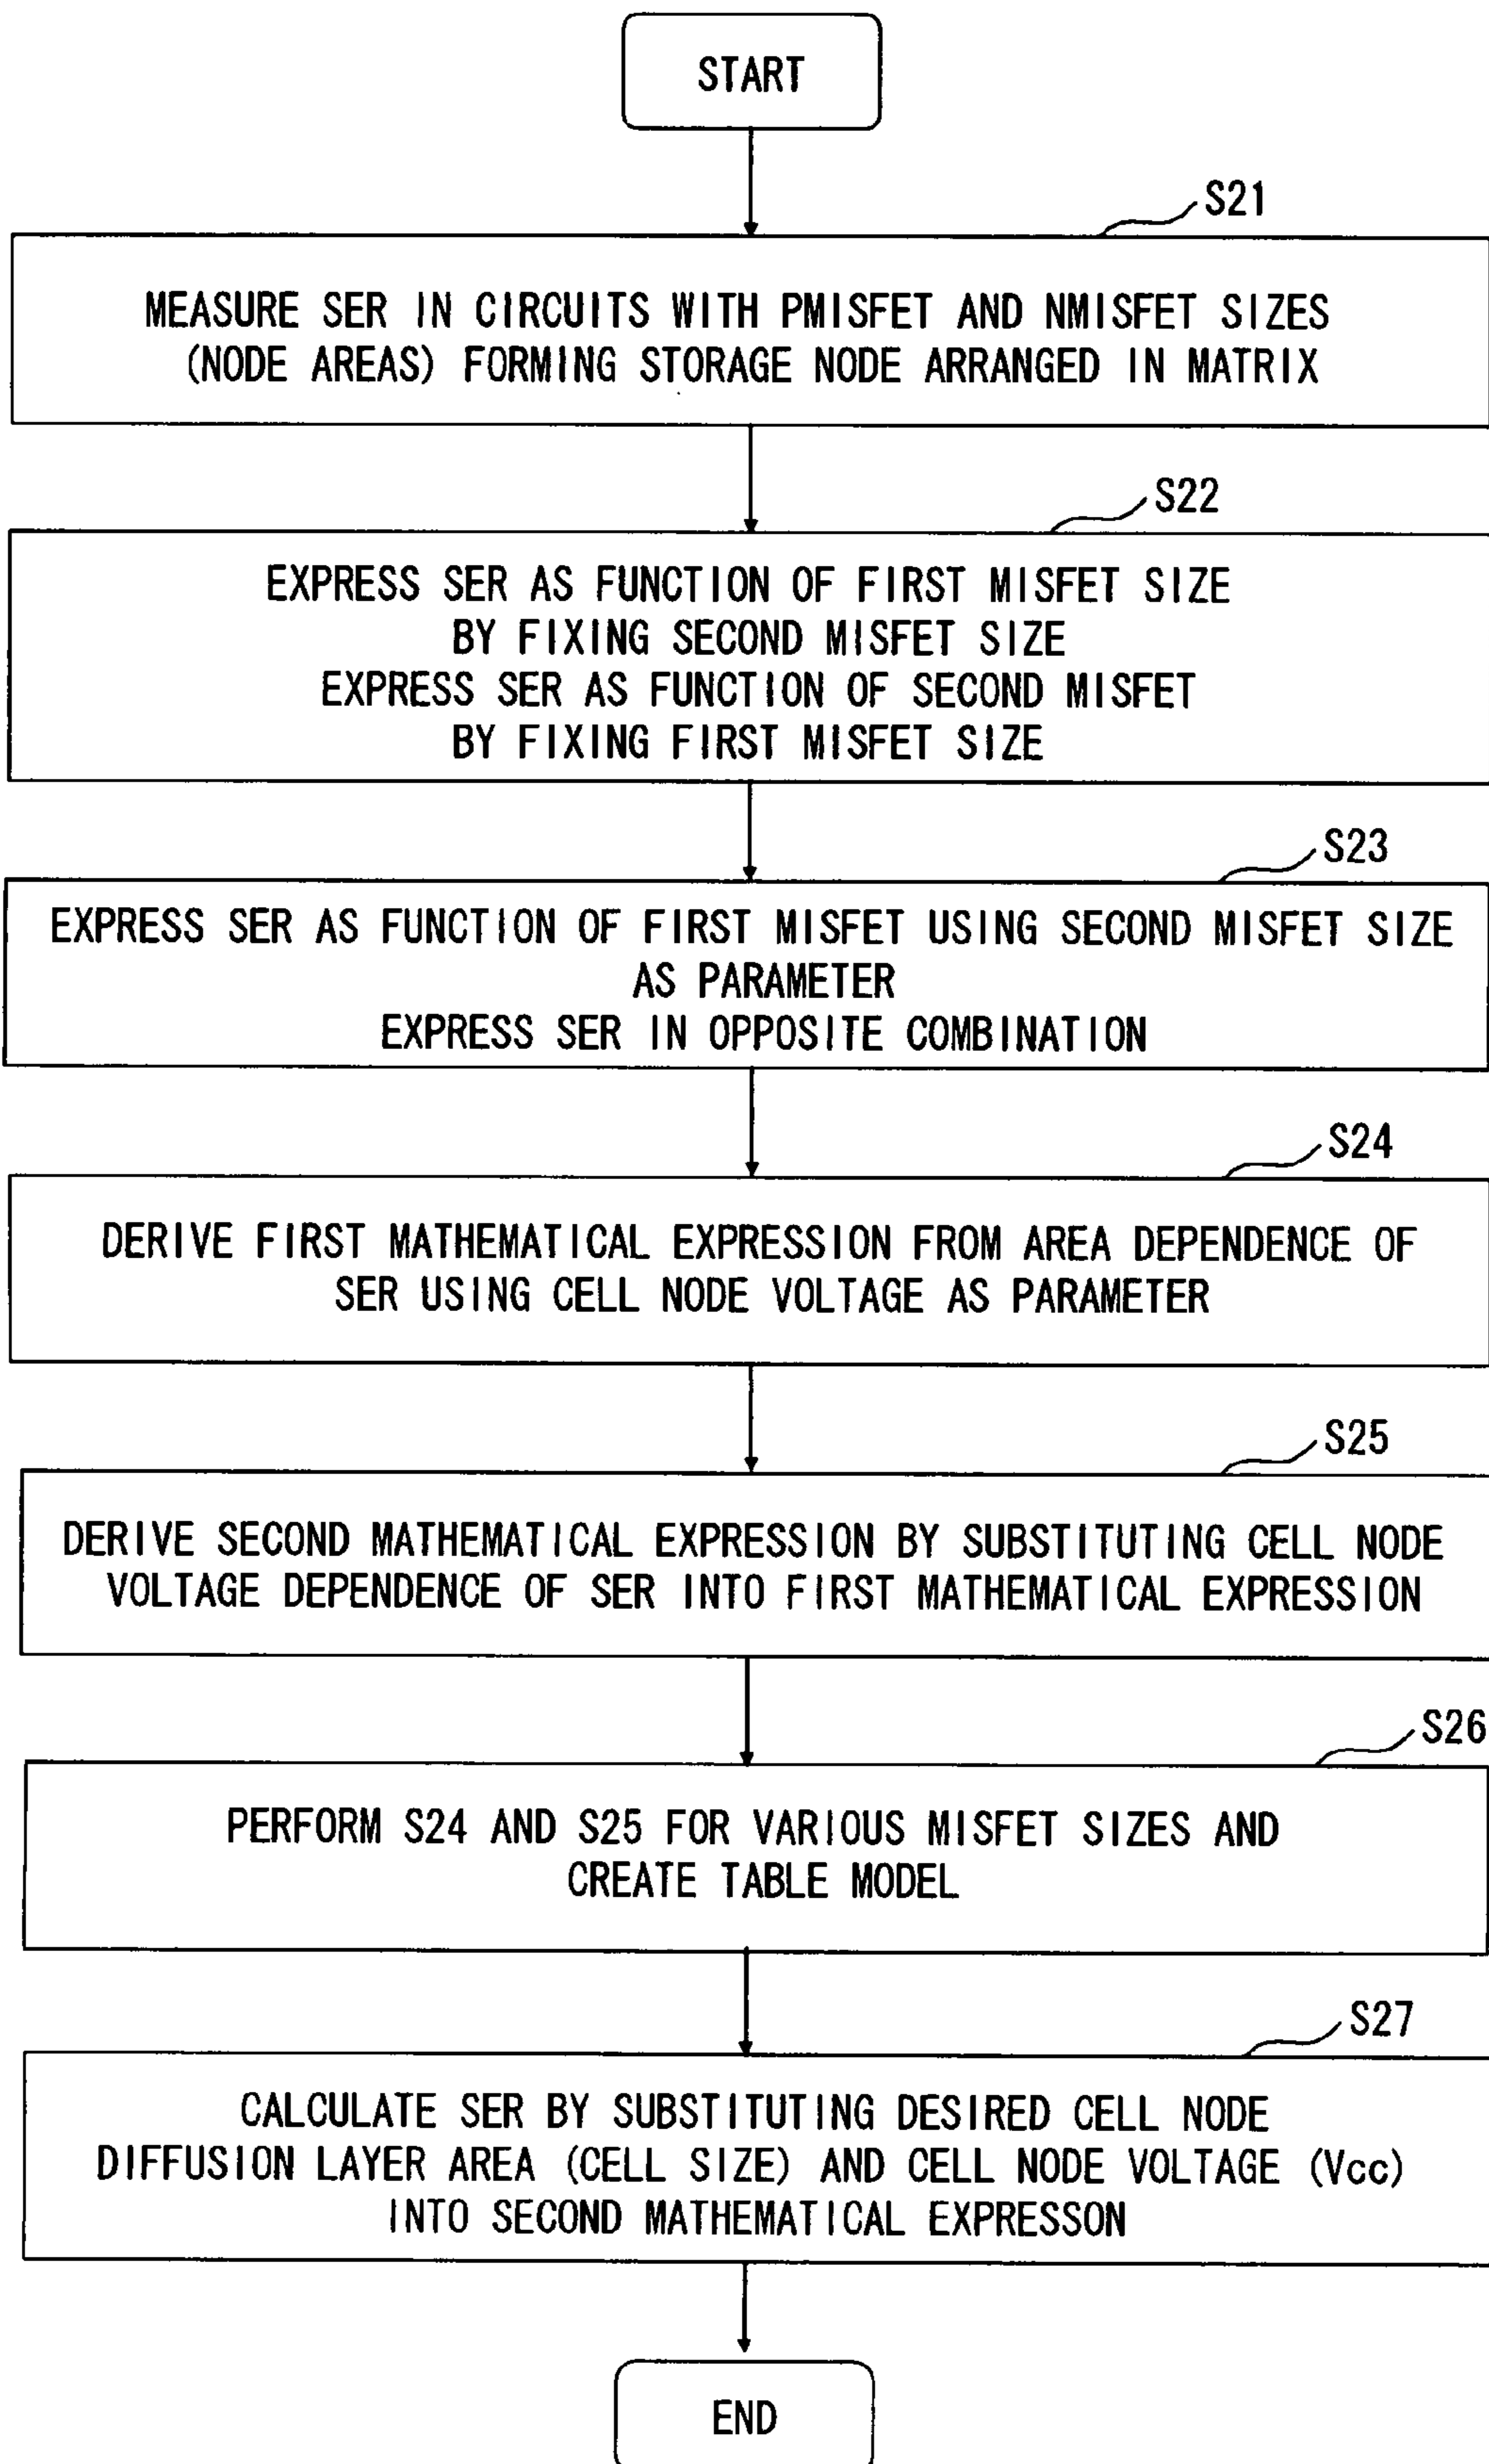 START
S21
MEASURE SER IN CIRCUITS WITH PMISFET AND NMISFET SIZES
(NODE AREAS) FORMING STORAGE NODE ARRANGED IN MATRIX
S22
EXPRESS SER AS FUNCTION OF FIRST MISFET SIZE
BY FIXING SECOND MISFET SIZE
EXPRESS SER AS FUNCTION OF SECOND MISFET
BY FIXING FIRST MISFET SIZE
S23
EXPRESS SER AS FUNCTION OF FIRST MISFET USING SECOND MISFET SIZE
AS PARAMETER
EXPRESS SER IN OPPOSITE COMBINATION
S24
DERIVE FIRST MATHEMATICAL EXPRESSION FROM AREA DEPENDENCE OF
SER USING CELL NODE VOLTAGE AS PARAMETER
S25
DERIVE SECOND MATHEMATICAL EXPRESSION BY SUBSTITUTING CELL NODE
VOLTAGE DEPENDENCE OF SER INTO FIRST MATHEMATICAL EXPRESSION
S26
PERFORM S24 AND S25 FOR VARIOUS MISFET SIZES AND
CREATE TABLE MODEL
S27
CALCULATE SER BY SUBSTITUTING DESIRED CELL NODE
DIFFUSION LAYER AREA (CELL SIZE) AND CELL NODE VOLTAGE (Vcc)
INTO SECOND MATHEMATICAL EXPRESSON
END